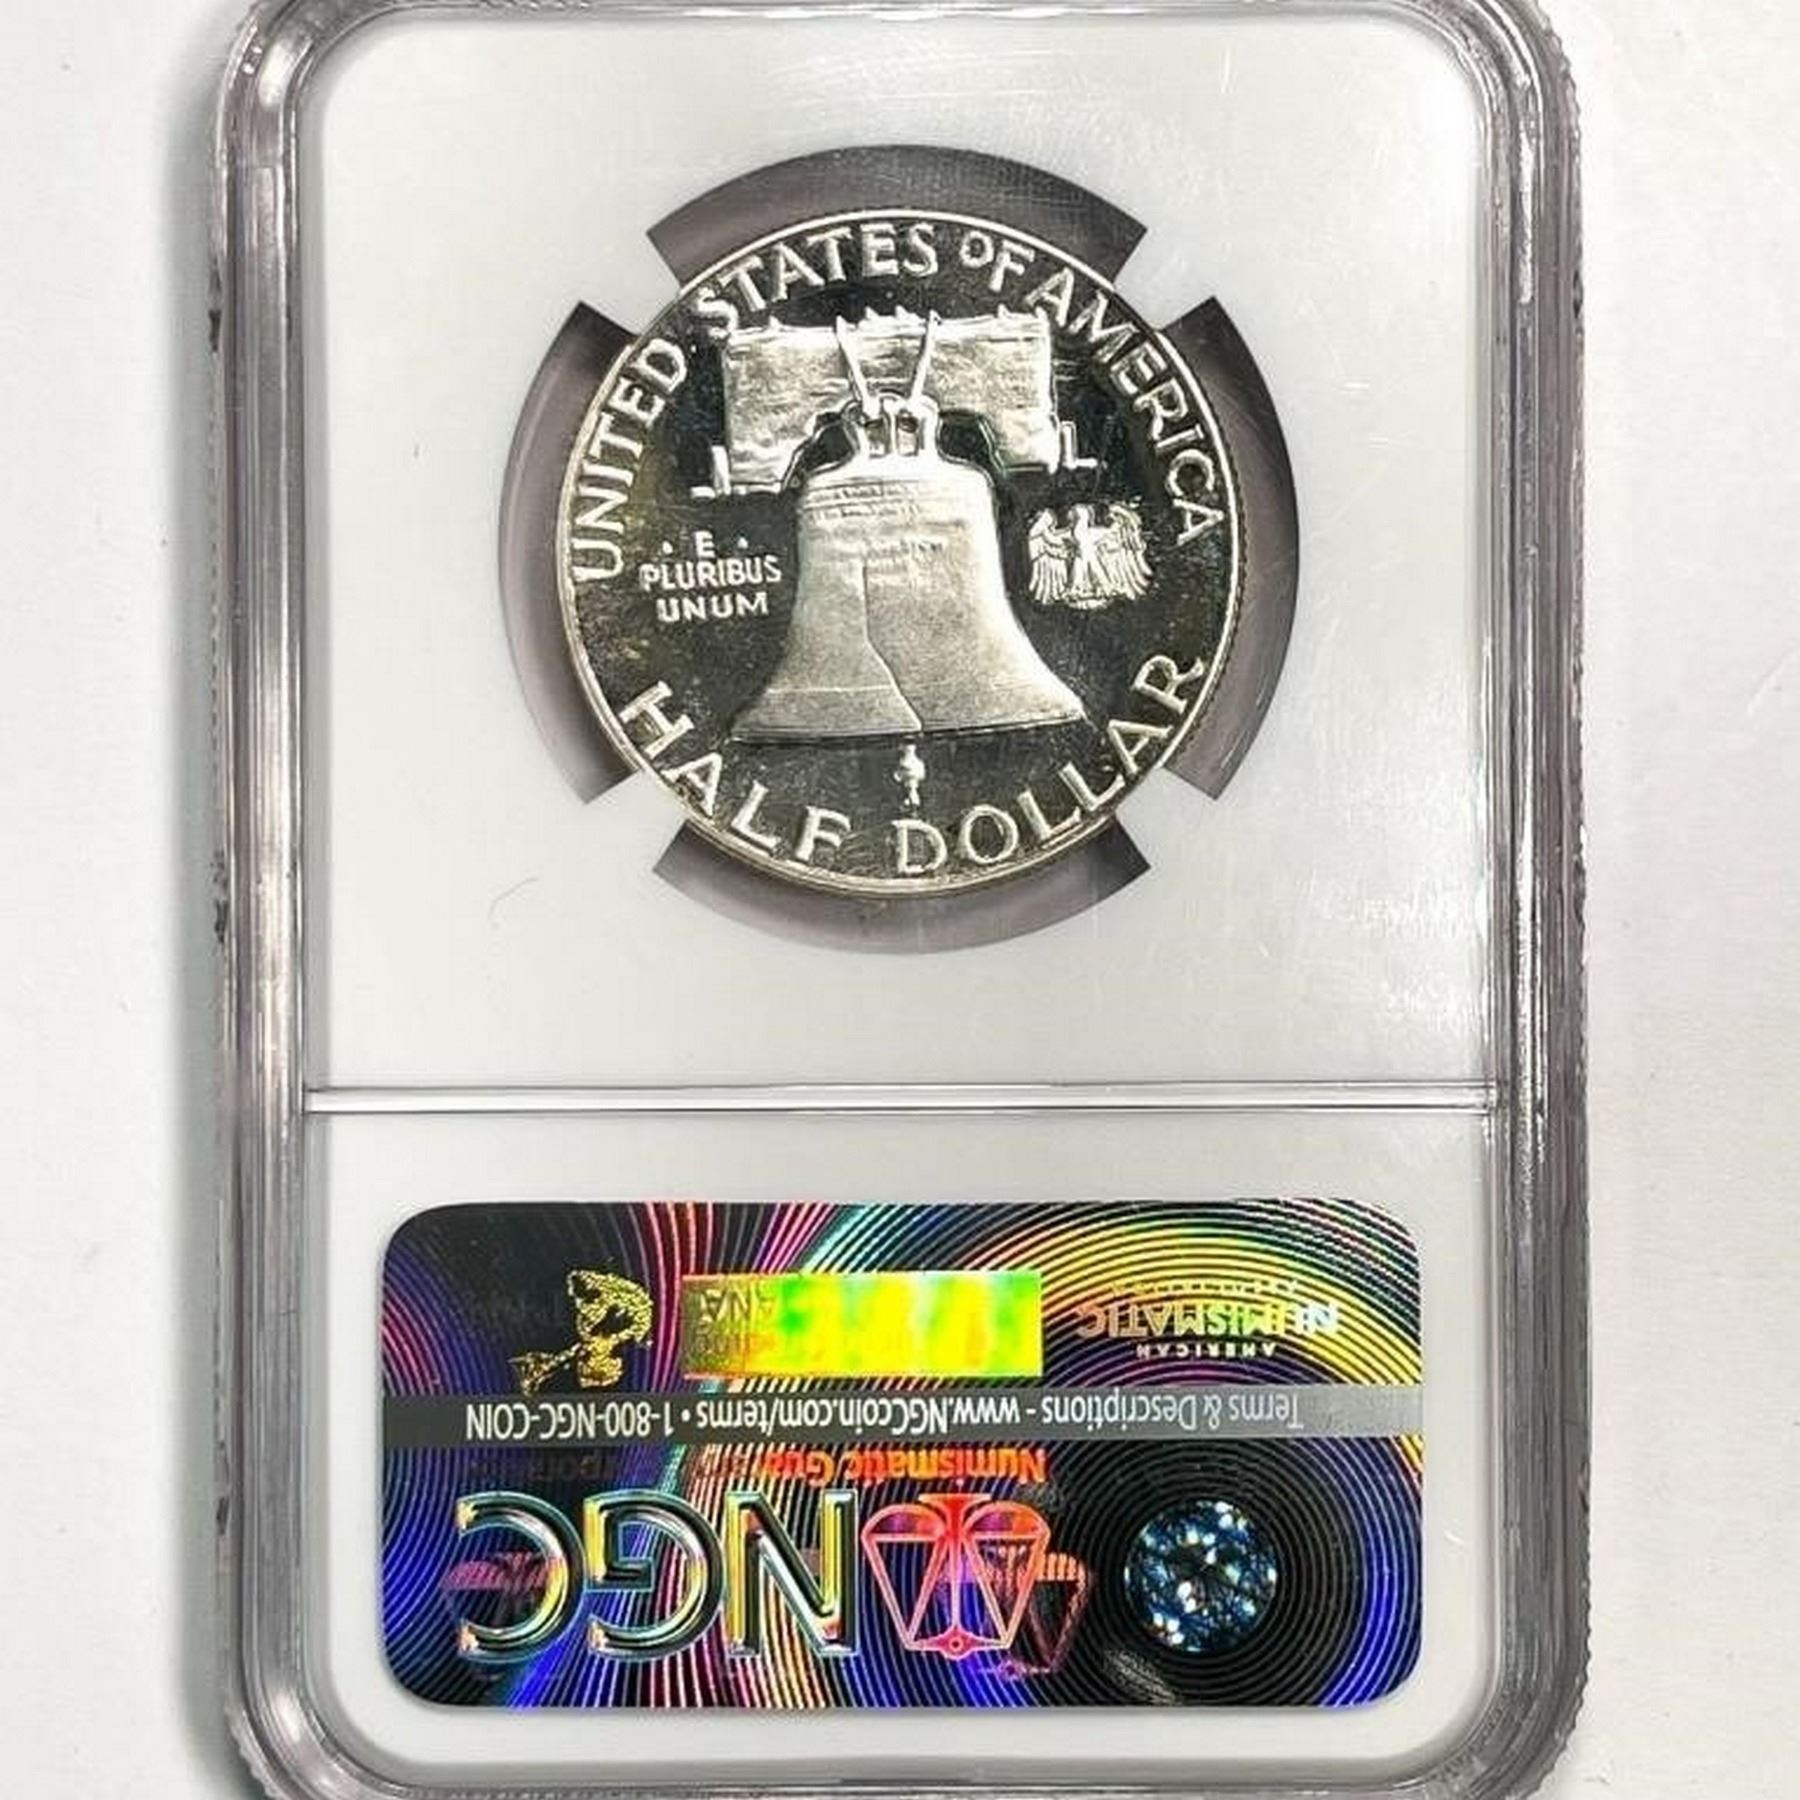 UNITED STATES OF AMERICA
· E ·
PLURIBUS
UNUM
HALF DOLLAR
NGC
Numismatic
Terms & Descriptions - www.NGCcoin.com/terms • 1-800-NGC-COIN
AMERICAN
NUMISMATIC
ANA